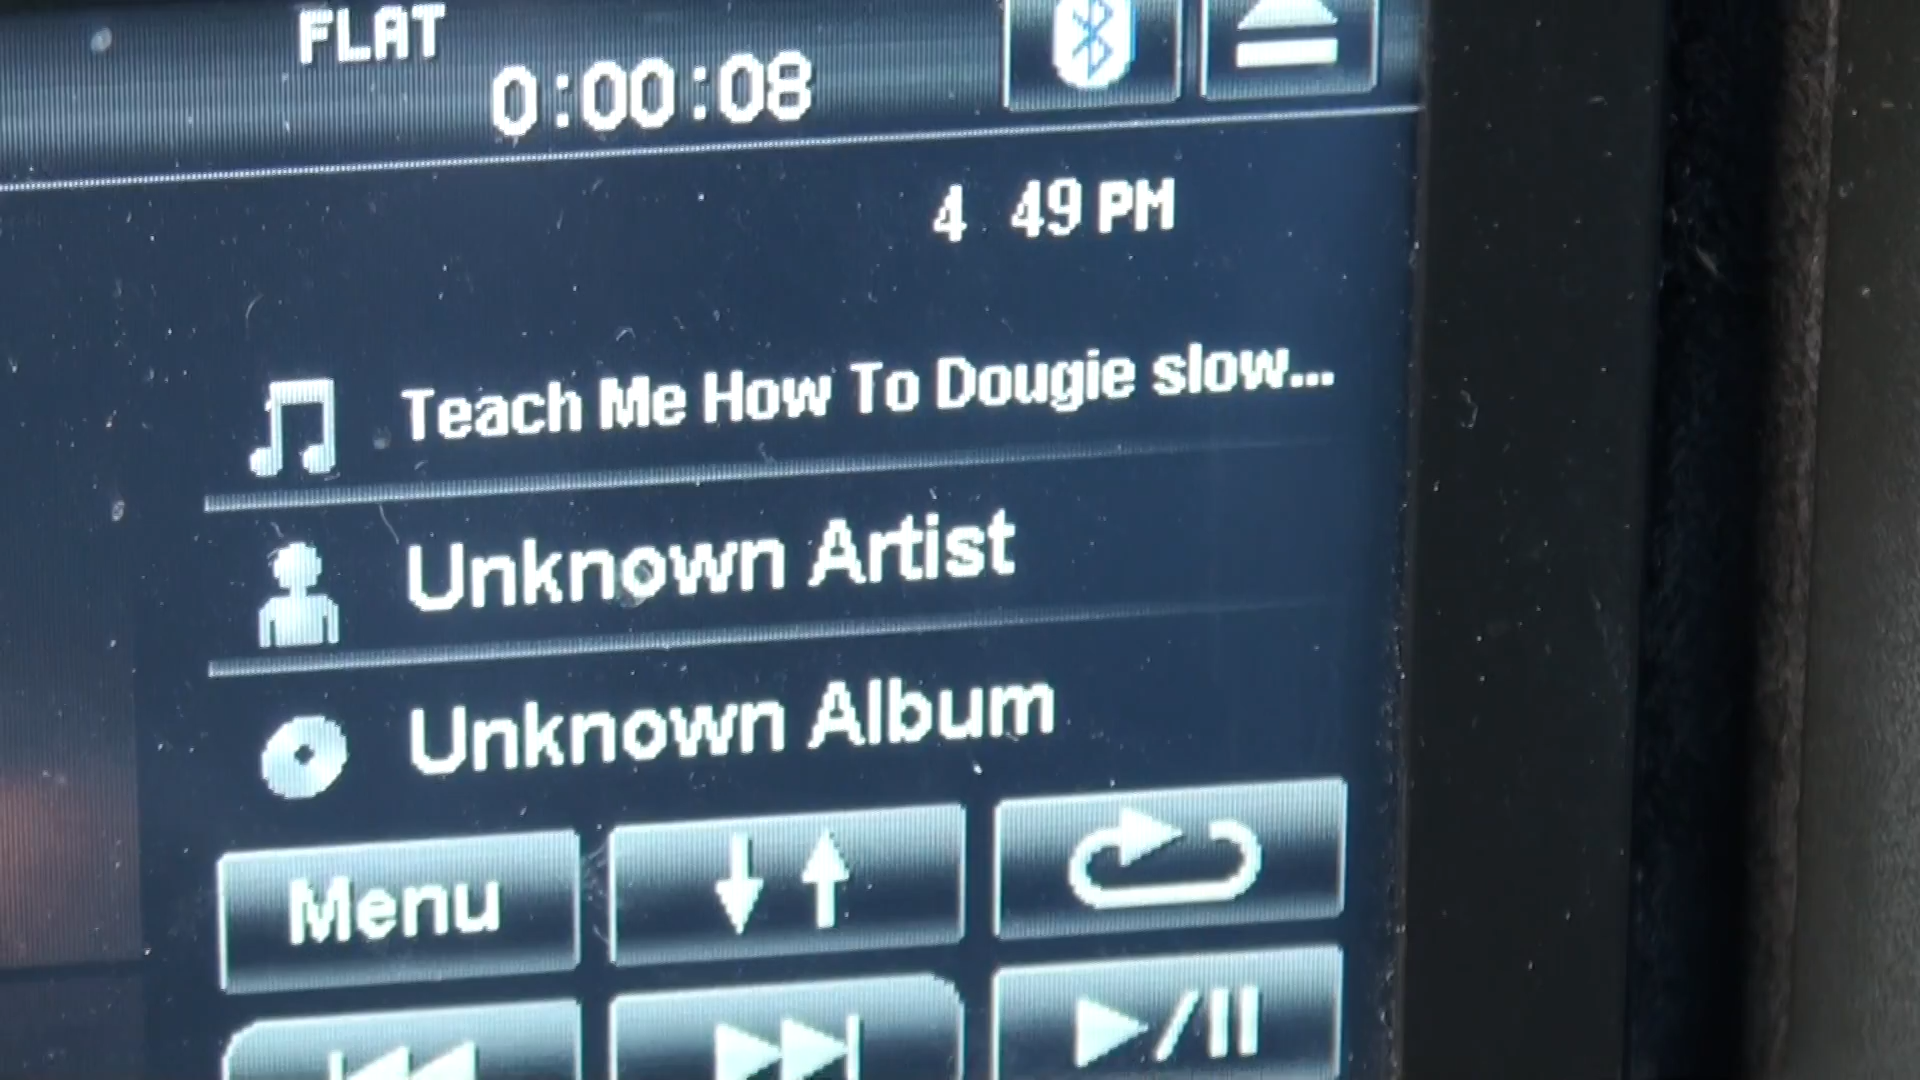 FLAT
0:00:08
4 49 PM
Teach Me How To Dougie slow...
Unknown Artist
Unknown Album
Menu